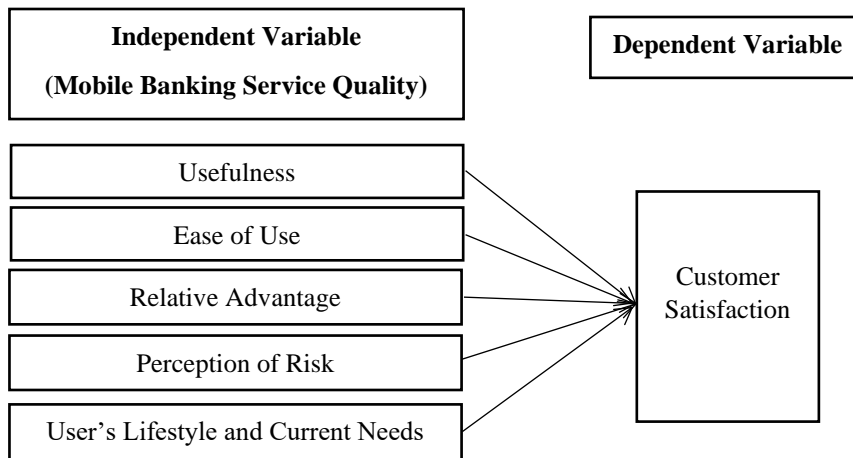 Independent Variable
(Mobile Banking Service Quality)
Dependent Variable
Usefulness
Ease of Use
Relative Advantage
Perception of Risk
User’s Lifestyle and Current Needs
Customer
Satisfaction